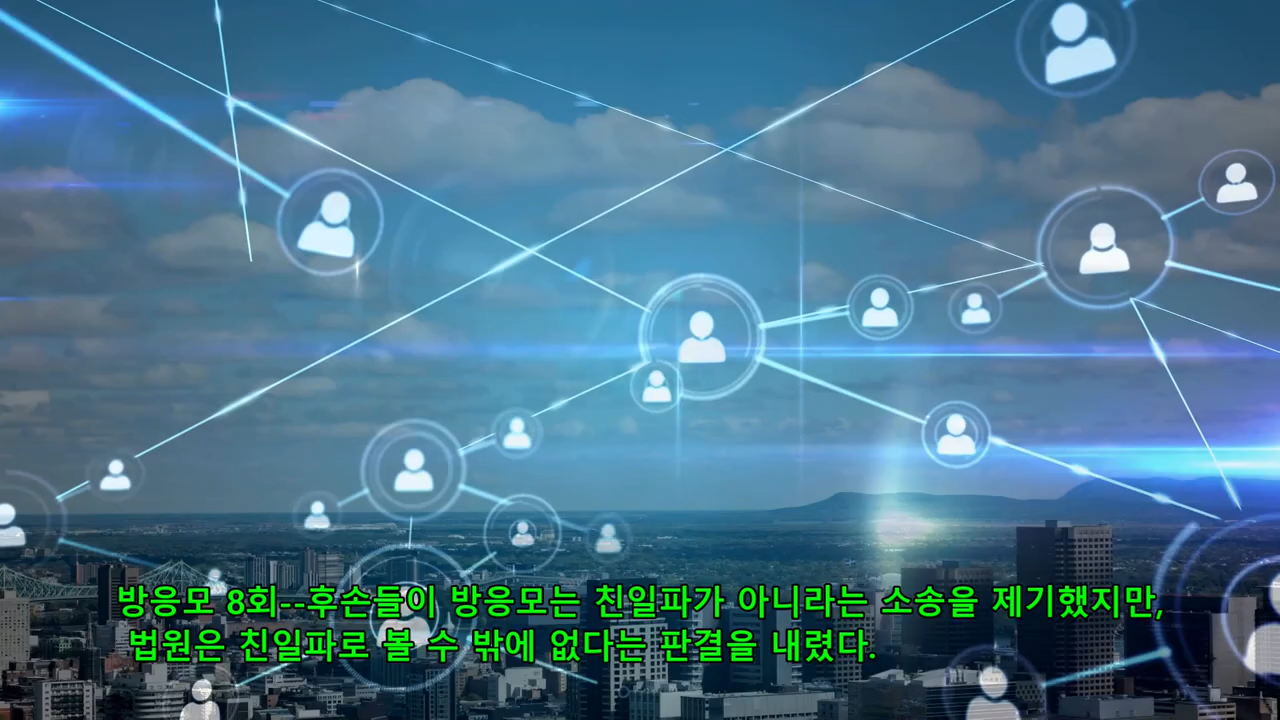 방응모 8회--후손들이 방응모는 친일파가 아니라는 소송을 제기했지만,
법원은 친일파로 볼 수 밖에 없다는 판결을 내렸다.